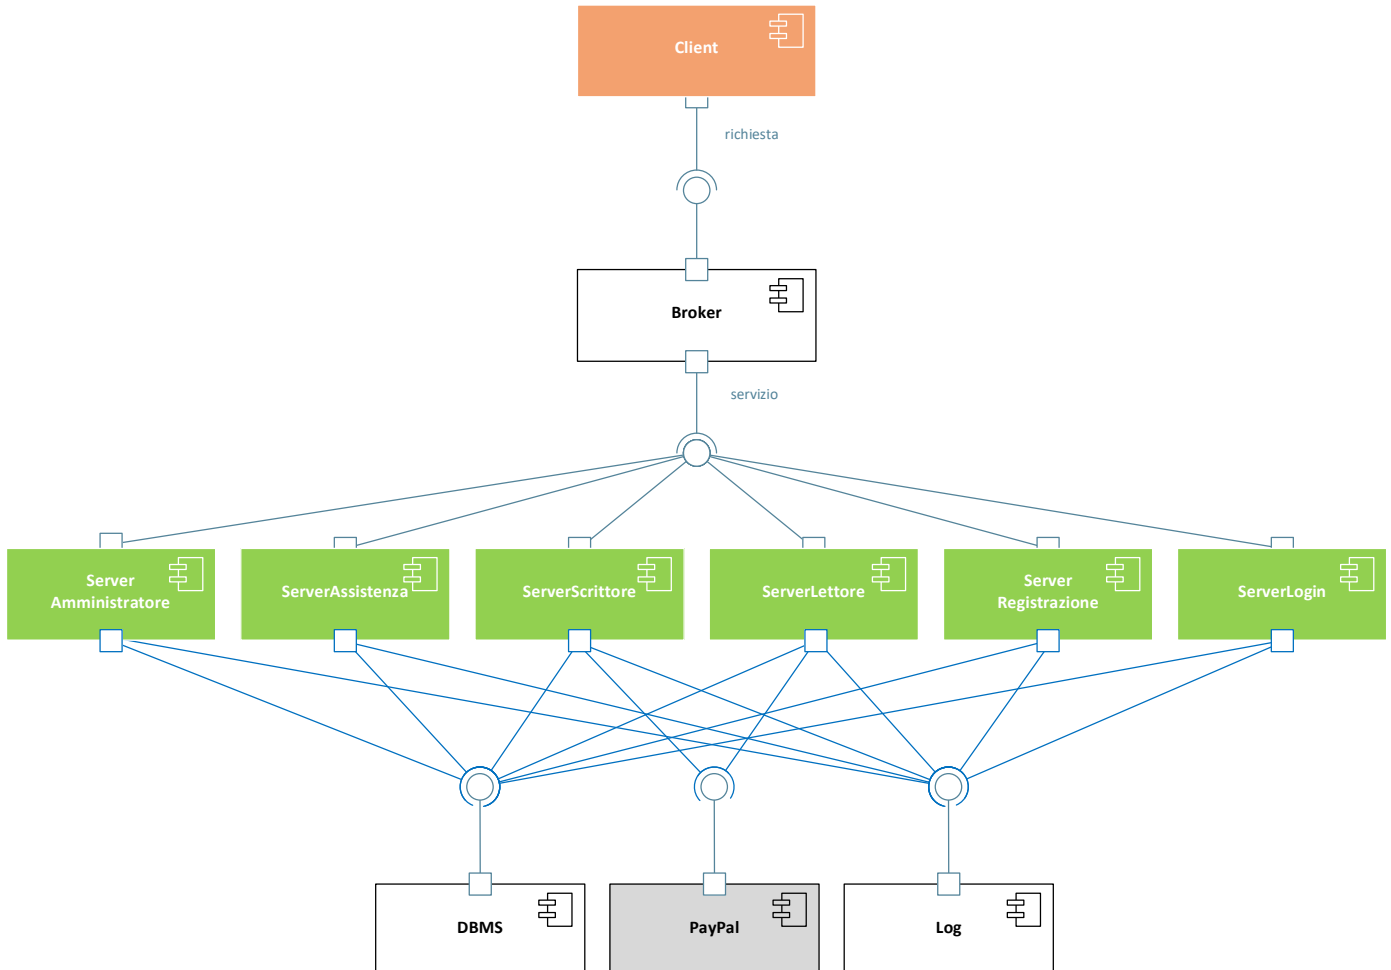 Client
richiesta
Broker
servizio
Server
Amministratore
ServerAssistenza
ServerScrittore
ServerLettore
Server
Registrazione
ServerLogin
DBMS
PayPal
Log